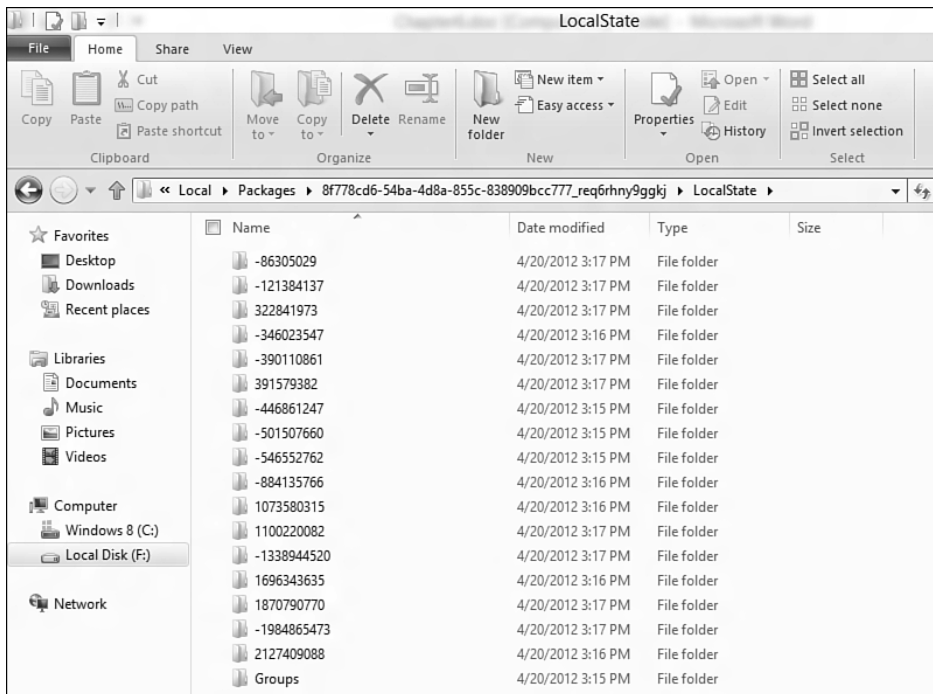 LocalState
File Home Share View
Copy
Paste
Cut
Copy path
Paste shortcut
Clipboard
Move to
Copy to
Delete
Rename
Organize
New folder
New item
Easy access
New
Properties
Open
Edit
History
Open
Select all
Select none
Invert selection
Select
« Local Packages 8f778cd6-54ba-4d8a-855c-838909bcc777_req6rhny9ggkj LocalState
Favorites
Desktop
Downloads
Recent places
Libraries
Documents
Music
Pictures
Videos
Computer
Windows 8 (C:)
Local Disk (F:)
Network
Name Date modified Type Size
-86305029 4/20/2012 3:17 PM File folder
-121384137 4/20/2012 3:17 PM File folder
322841973 4/20/2012 3:17 PM File folder
-346023547 4/20/2012 3:16 PM File folder
-390110861 4/20/2012 3:17 PM File folder
391579382 4/20/2012 3:17 PM File folder
-446861247 4/20/2012 3:15 PM File folder
-501507660 4/20/2012 3:15 PM File folder
-546552762 4/20/2012 3:15 PM File folder
-884135766 4/20/2012 3:16 PM File folder
1073580315 4/20/2012 3:16 PM File folder
1100220082 4/20/2012 3:17 PM File folder
-1338944520 4/20/2012 3:17 PM File folder
1696343635 4/20/2012 3:16 PM File folder
1870790770 4/20/2012 3:17 PM File folder
-1984865473 4/20/2012 3:17 PM File folder
2127409088 4/20/2012 3:16 PM File folder
Groups 4/20/2012 3:15 PM File folder